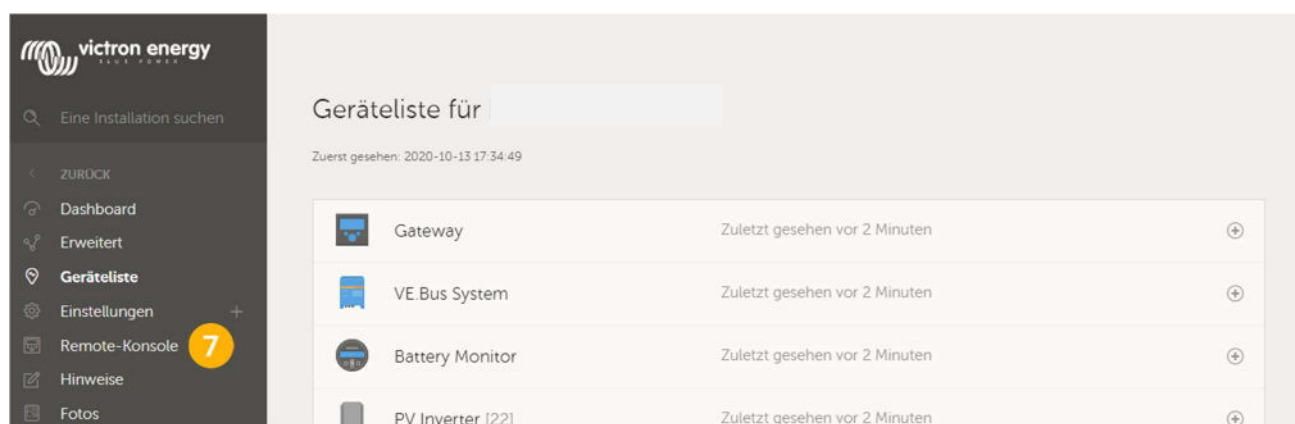 victron energy
BLUE POWER
Eine Installation suchen
ZURÜCK
Dashboard
Erweitert
Geräteliste
Einstellungen
Remote-Konsole 7
Hinweise
Fotos
Geräteliste für
Zuerst gesehen: 2020-10-13 17:34:49
Gateway Zuletzt gesehen vor 2 Minuten
VE.Bus System Zuletzt gesehen vor 2 Minuten
Battery Monitor Zuletzt gesehen vor 2 Minuten
PV Inverter [22] Zuletzt gesehen vor 2 Minuten